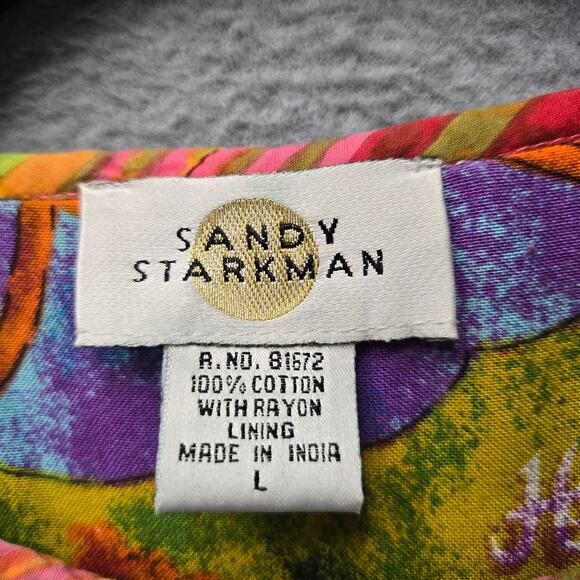 SANDY
STARKMAN
R.NO. 81672
100% COTTON
WITH RAYON
LINING
MADE IN INDIA
L